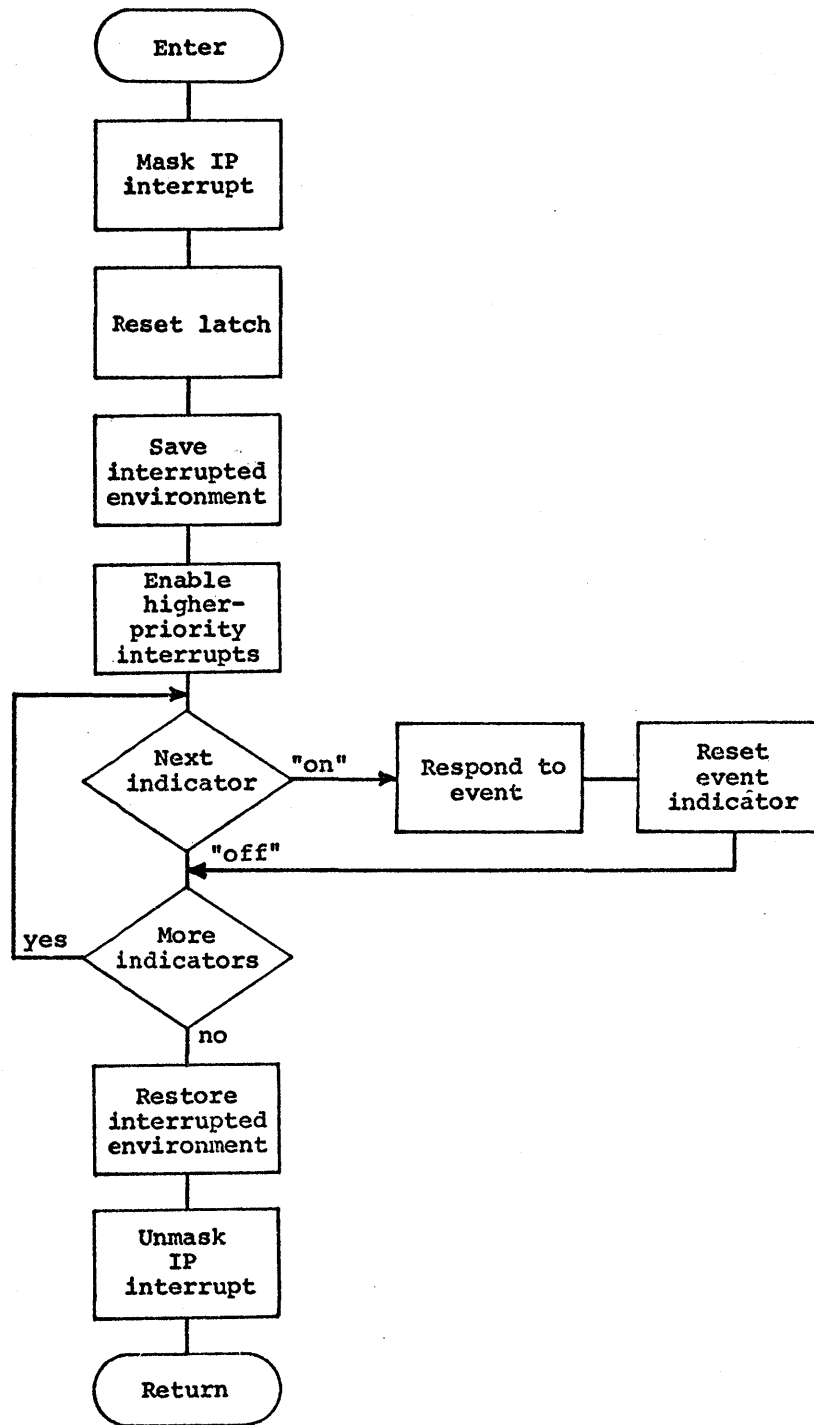 Enter
Mask IP
interrupt
Reset latch
Save
interrupted
environment
Enable
higher-
priority
interrupts
Next
indicator
"on"
Respond to
event
Reset
event
indicator
"off"
More
indicators
yes
no
Restore
interrupted
environment
Unmask
IP
interrupt
Return